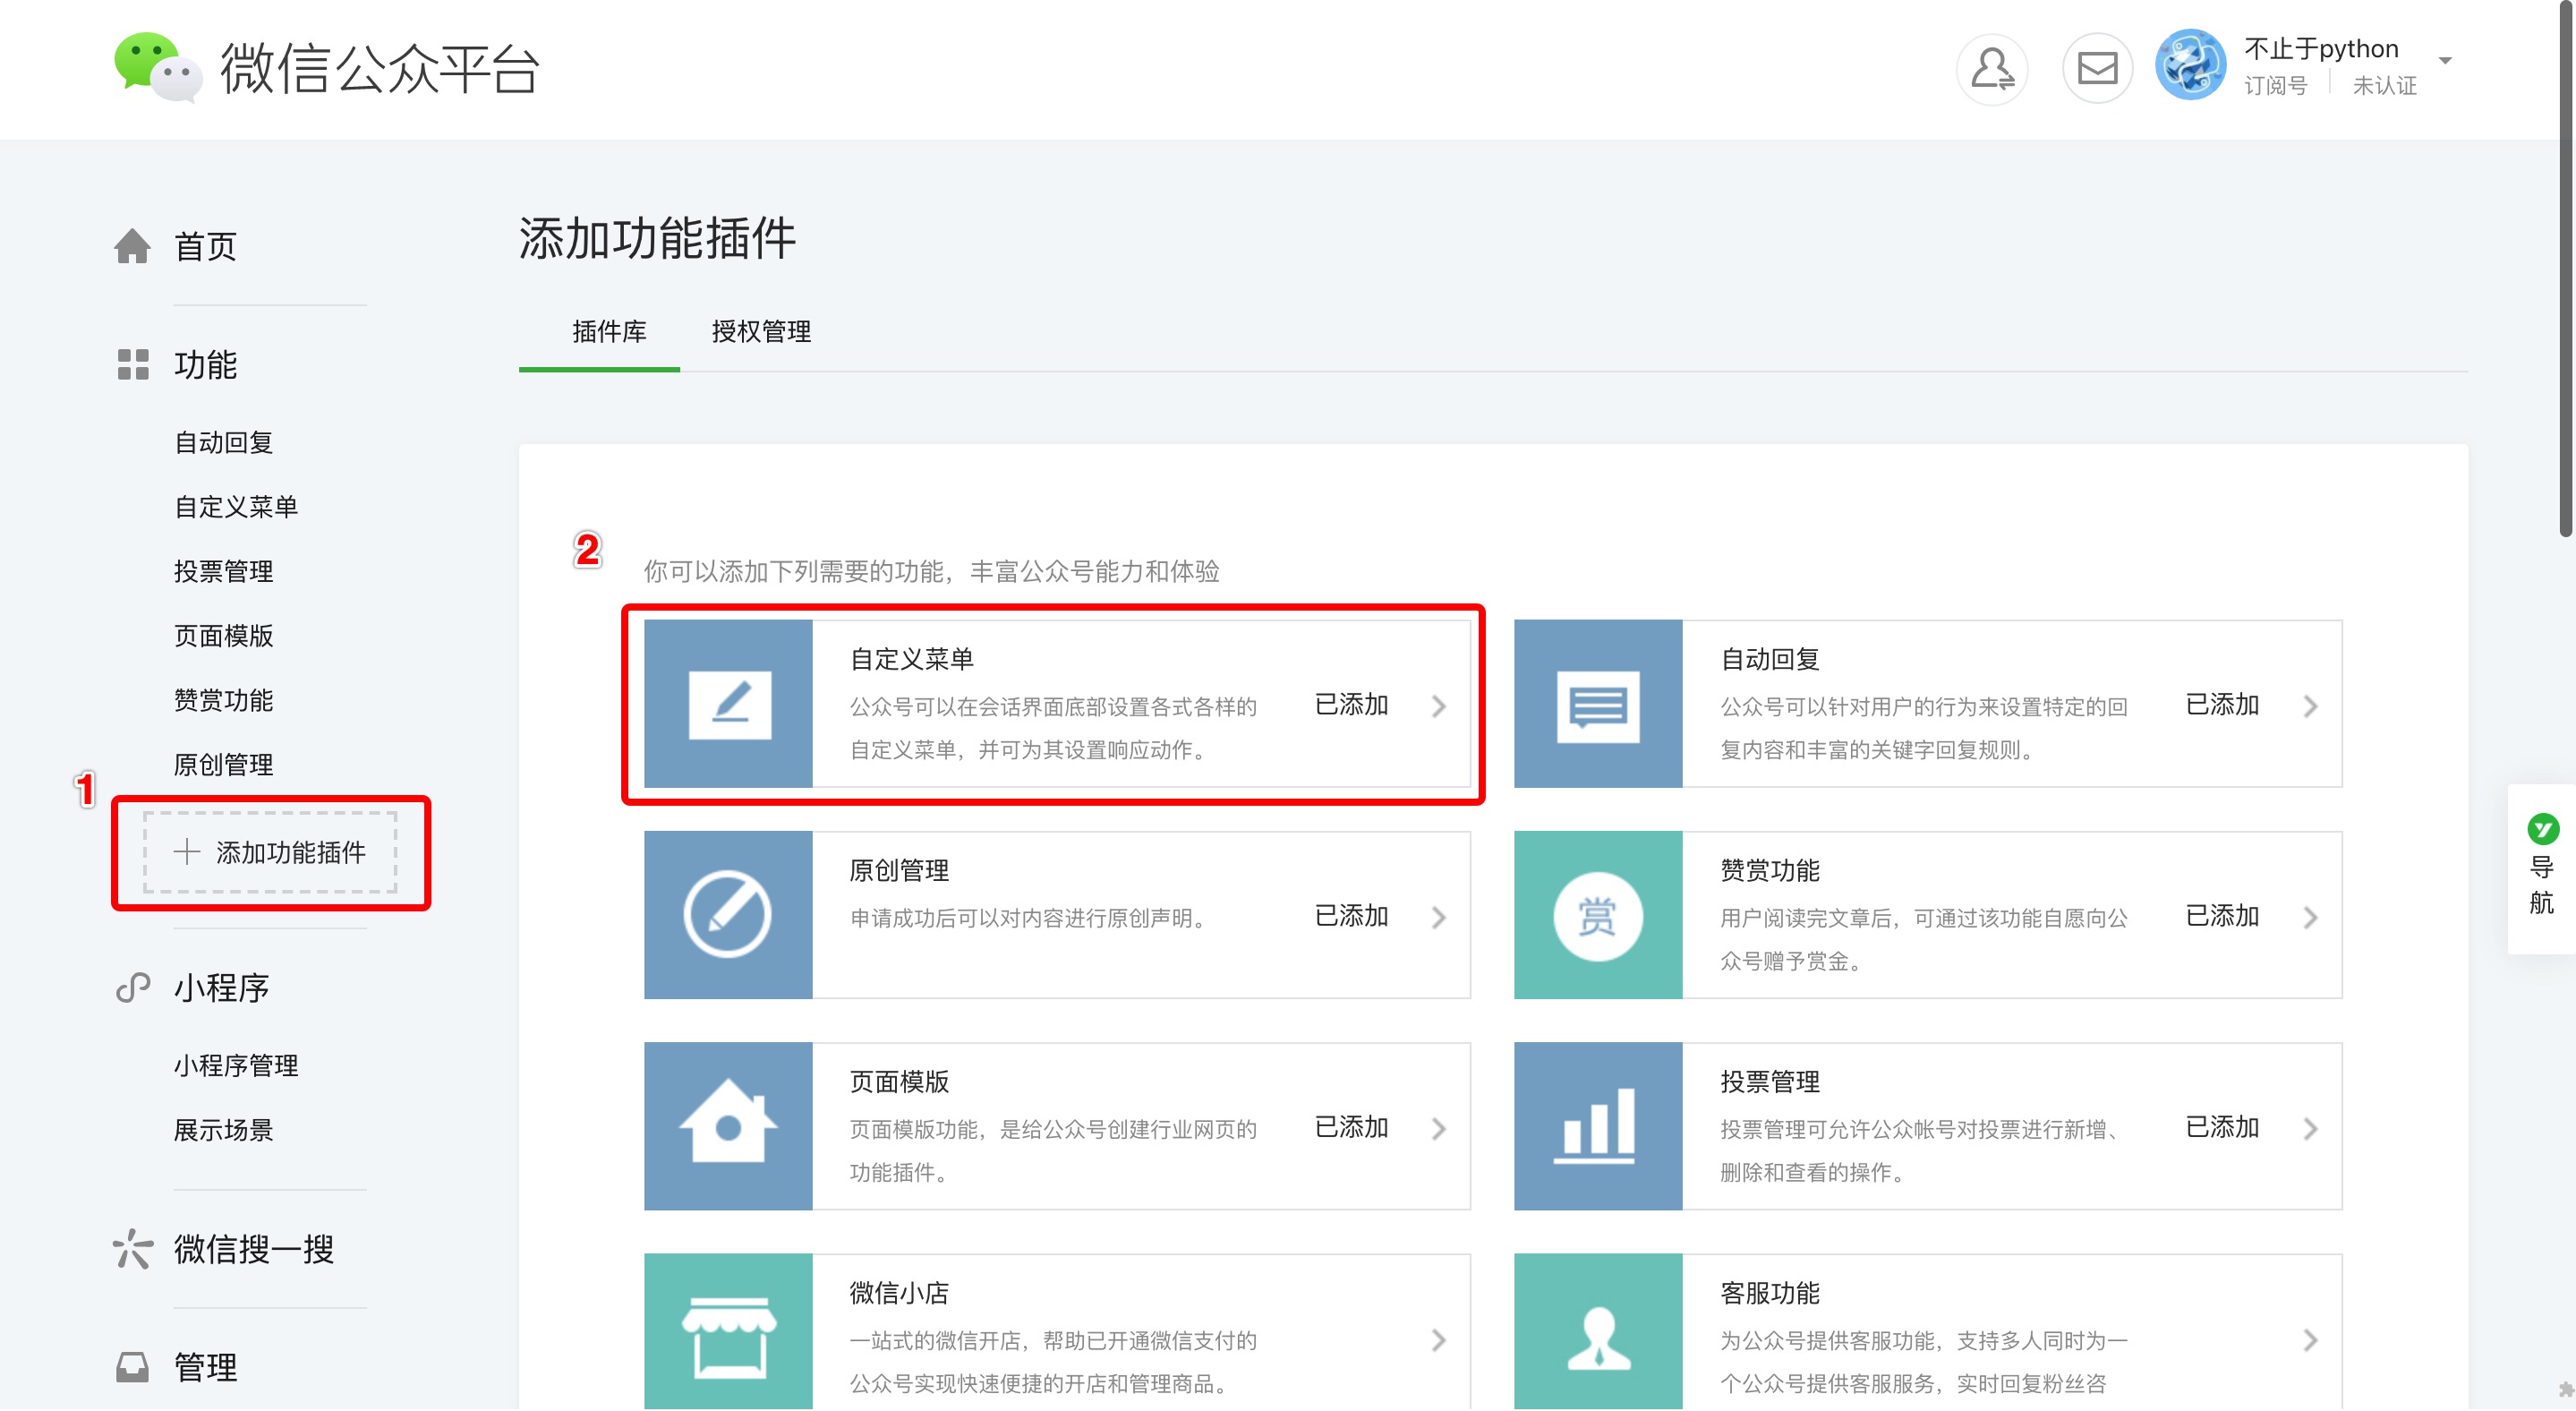 微信公众平台
不止于python
订阅号 未认证
首页
功能
自动回复
自定义菜单
投票管理
页面模版
赞赏功能
原创管理
1
添加功能插件
小程序
小程序管理
展示场景
微信搜一搜
管理
添加功能插件
插件库 授权管理
2
你可以添加下列需要的功能，丰富公众号能力和体验
自定义菜单
公众号可以在会话界面底部设置各式各样的
自定义菜单，并可为其设置响应动作。
已添加
自动回复
公众号可以针对用户的行为来设置特定的回
复内容和丰富的关键字回复规则。
已添加
原创管理
申请成功后可以对内容进行原创声明。
已添加
赏
赞赏功能
用户阅读完文章后，可通过该功能自愿向公
众号赠予赏金。
已添加
页面模版
页面模版功能，是给公众号创建行业网页的
功能插件。
已添加
投票管理
投票管理可允许公众帐号对投票进行新增、
删除和查看的操作。
已添加
微信小店
一站式的微信开店，帮助已开通微信支付的
公众号实现快速便捷的开店和管理商品。
客服功能
为公众号提供客服功能，支持多人同时为一
个公众号提供客服服务，实时回复粉丝咨
导
航